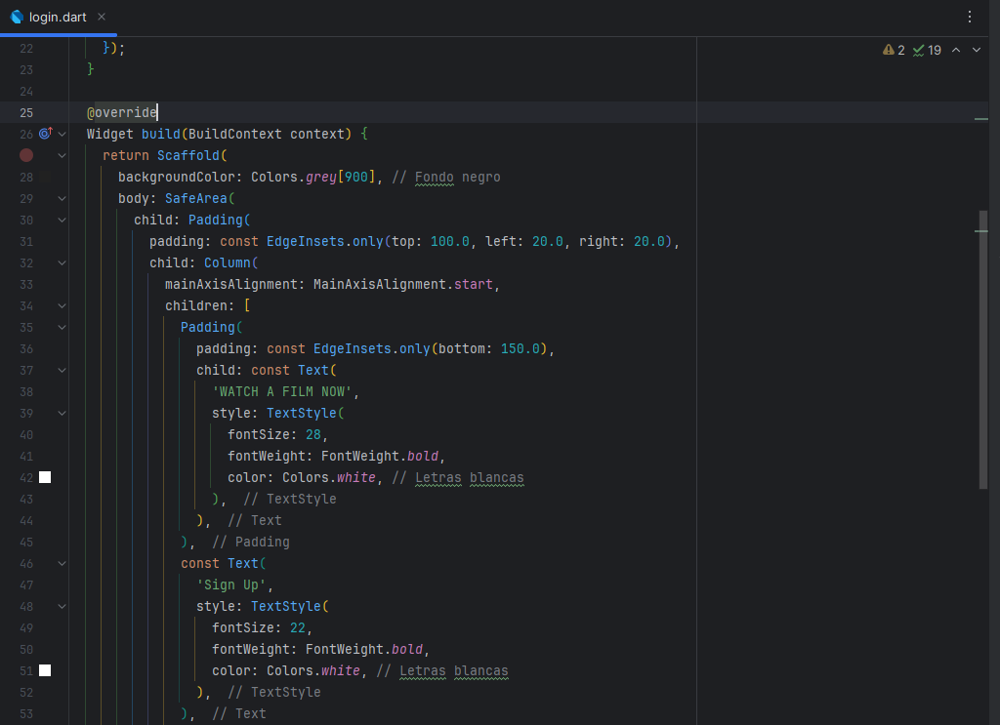 login.dart
2 19
22 });
23 }
24
25 @override
26 Widget build(BuildContext context) {
return Scaffold(
28 backgroundColor: Colors.grey[900], // Fondo negro
29 body: SafeArea(
30 child: Padding(
31 padding: const EdgeInsets.only(top: 100.0, left: 20.0, right: 20.0),
32 child: Column(
33 mainAxisAlignment: MainAxisAlignment.start,
34 children: [
35 Padding(
36 padding: const EdgeInsets.only(bottom: 150.0),
37 child: const Text(
38 'WATCH A FILM NOW',
39 style: TextStyle(
40 fontSize: 28,
41 fontWeight: FontWeight.bold,
42 color: Colors.white, // Letras blancas
43 ), // TextStyle
44 ), // Text
45 ), // Padding
46 const Text(
47 'Sign Up',
48 style: TextStyle(
49 fontSize: 22,
50 fontWeight: FontWeight.bold,
51 color: Colors.white, // Letras blancas
52 ), // TextStyle
53 ), // Text